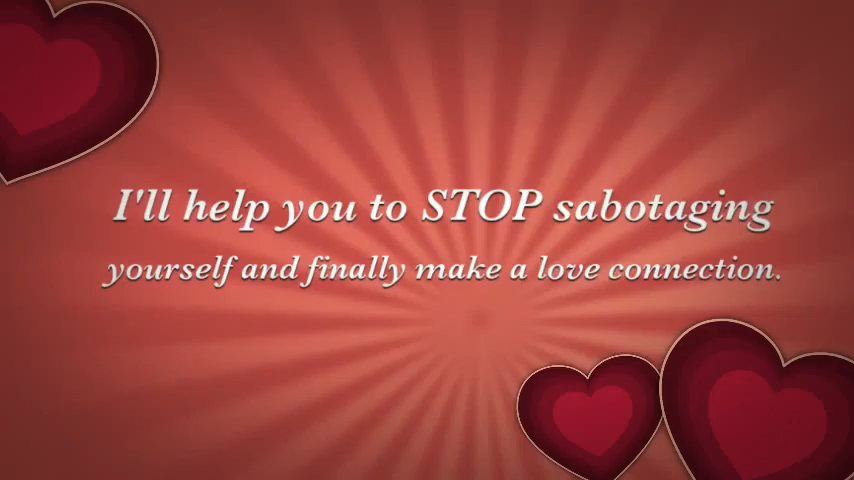 I'll help you to STOP sabotaging
yourself and finally make a love connection.